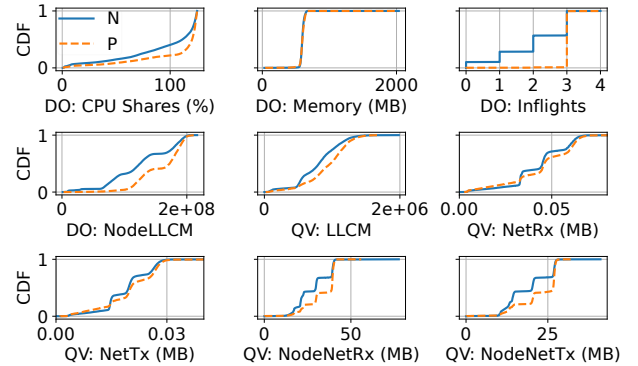 CDF
1
0
N
P
0 100
DO: CPU Shares (%)
0 2000
DO: Memory (MB)
0 1 2 3 4
DO: Inflights
CDF
1
0
0 2e+08
DO: NodeLLCM
0 2e+06
QV: LLCM
0.00 0.05
QV: NetRx (MB)
CDF
1
0
0.00 0.03
QV: NetTx (MB)
0 50
QV: NodeNetRx (MB)
0 25
QV: NodeNetTx (MB)